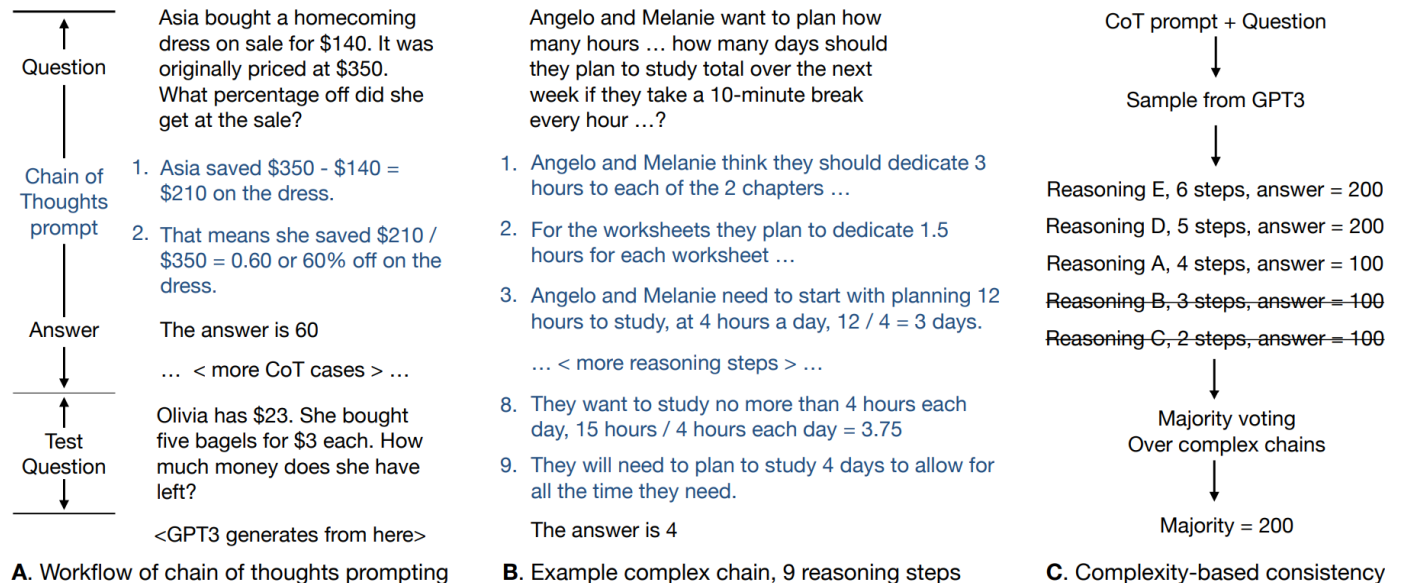 Question
Chain of
Thoughts
prompt
Answer
Test
Question
Asia bought a homecoming
dress on sale for $140. It was
originally priced at $350.
What percentage off did she
get at the sale?
1. Asia saved $350 - $140 =
$210 on the dress.
2. That means she saved $210 /
$350 = 0.60 or 60% off on the
dress.
The answer is 60
... < more CoT cases > ...
Olivia has $23. She bought
five bagels for $3 each. How
much money does she have
left?
<GPT3 generates from here>
A. Workflow of chain of thoughts prompting
Angelo and Melanie want to plan how
many hours ... how many days should
they plan to study total over the next
week if they take a 10-minute break
every hour ...?
1. Angelo and Melanie think they should dedicate 3
hours to each of the 2 chapters ...
2. For the worksheets they plan to dedicate 1.5
hours for each worksheet ...
3. Angelo and Melanie need to start with planning 12
hours to study, at 4 hours a day, 12 / 4 = 3 days.
... < more reasoning steps > ...
8. They want to study no more than 4 hours each
day, 15 hours / 4 hours each day = 3.75
9. They will need to plan to study 4 days to allow for
all the time they need.
The answer is 4
B. Example complex chain, 9 reasoning steps
CoT prompt + Question
Sample from GPT3
Reasoning E, 6 steps, answer = 200
Reasoning D, 5 steps, answer = 200
Reasoning A, 4 steps, answer = 100
Reasoning B, 3 steps, answer = 100
Reasoning C, 2 steps, answer = 100
Majority voting
Over complex chains
Majority = 200
C. Complexity-based consistency